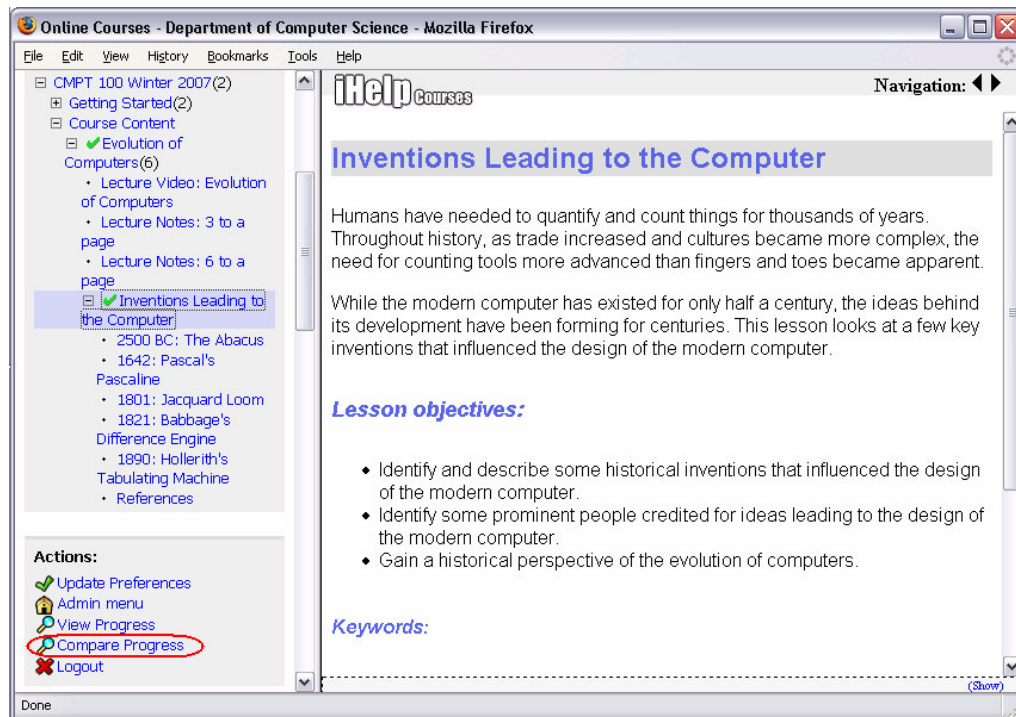 Online Courses - Department of Computer Science - Mozilla Firefox
File Edit View History Bookmarks Tools Help
CMPT 100 Winter 2007(2)
Getting Started(2)
Course Content
Evolution of
Computers(6)
Lecture Video: Evolution
of Computers
Lecture Notes: 3 to a
page
Lecture Notes: 6 to a
page
Inventions Leading to
the Computer
2500 BC: The Abacus
1642: Pascal's
Pascaline
1801: Jacquard Loom
1821: Babbage's
Difference Engine
1890: Hollerith's
Tabulating Machine
References
Actions:
Update Preferences
Admin menu
View Progress
Compare Progress
Logout
iHelp Courses
Navigation:
Inventions Leading to the Computer
Humans have needed to quantify and count things for thousands of years.
Throughout history, as trade increased and cultures became more complex, the
need for counting tools more advanced than fingers and toes became apparent.
While the modern computer has existed for only half a century, the ideas behind
its development have been forming for centuries. This lesson looks at a few key
inventions that influenced the design of the modern computer.
Lesson objectives:
• Identify and describe some historical inventions that influenced the design
of the modern computer.
• Identify some prominent people credited for ideas leading to the design of
the modern computer.
• Gain a historical perspective of the evolution of computers.
Keywords:
(Show)
Done